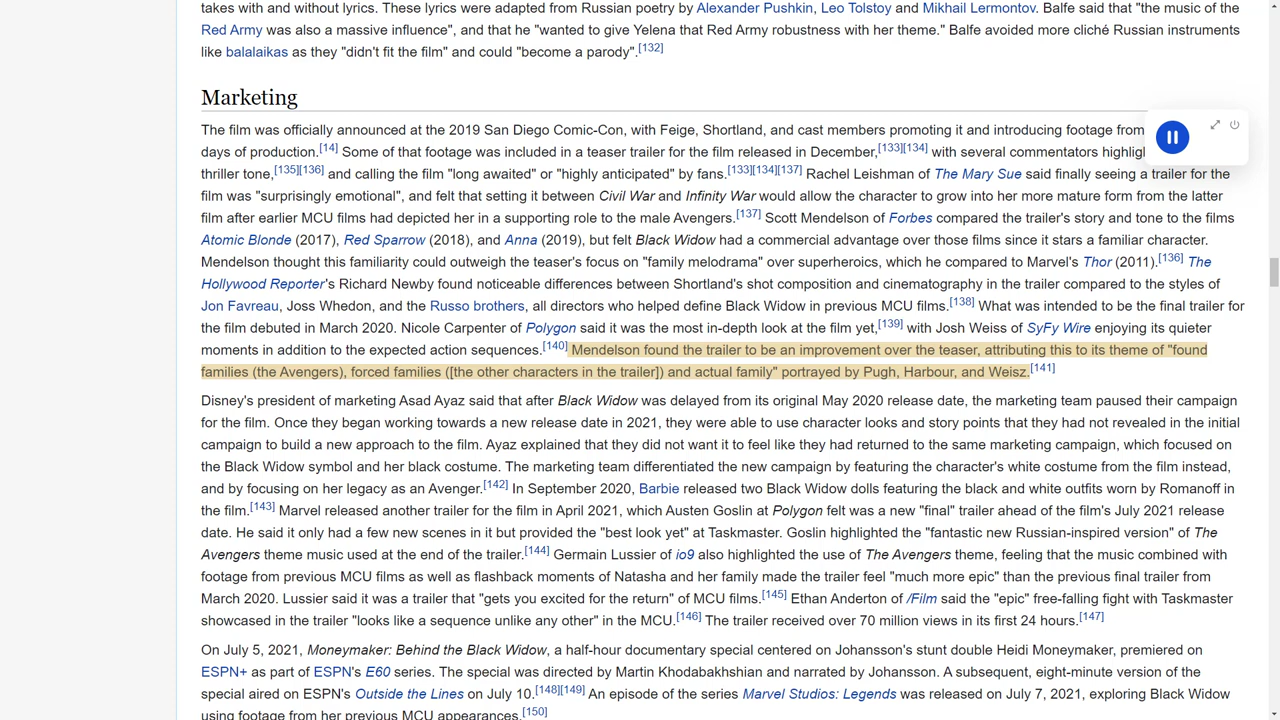 takes with and without lyrics. These lyrics were adapted from Russian poetry by Alexander Pushkin, Leo Tolstoy and Mikhail Lermontov. Balfe said that "the music of the
Red Army was also a massive influence", and that he "wanted to give Yelena that Red Army robustness with her theme." Balfe avoided more cliché Russian instruments
like balalaikas as they "didn't fit the film" and could "become a parody".[132]
Marketing
The film was officially announced at the 2019 San Diego Comic-Con, with Feige, Shortland, and cast members promoting it and introducing footage from
days of production.[14] Some of that footage was included in a teaser trailer for the film released in December,[133][134] with several commentators
thriller tone,[135][136] and calling the film "long awaited" or "highly anticipated" by fans.[133][134][137] Rachel Leishman of The Mary Sue said finally seeing a trailer for the
film was "surprisingly emotional", and felt that setting it between Civil War and Infinity War would allow the character to grow into her more mature form from the latter
film after earlier MCU films had depicted her in a supporting role to the male Avengers.[137] Scott Mendelson of Forbes compared the trailer's story and tone to the films
Atomic Blonde (2017), Red Sparrow (2018), and Anna (2019), but felt Black Widow had a commercial advantage over those films since it stars a familiar character.
Mendelson thought this familiarity could outweigh the teaser's focus on "family melodrama" over superheroics, which he compared to Marvel's Thor (2011).[136] The
Hollywood Reporter's Richard Newby found noticeable differences between Shortland's shot composition and cinematography in the trailer compared to the styles of
Jon Favreau, Joss Whedon, and the Russo brothers, all directors who helped define Black Widow in previous MCU films.[138] What was intended to be the final trailer for
the film debuted in March 2020. Nicole Carpenter of Polygon said it was the most in-depth look at the film yet,[139] with Josh Weiss of SyFy Wire enjoying its quieter
moments in addition to the expected action sequences.[140] Mendelson found the trailer to be an improvement over the teaser, attributing this to its theme of "found
families (the Avengers), forced families ([the other characters in the trailer]) and actual family" portrayed by Pugh, Harbour, and Weisz.[141]
Disney's president of marketing Asad Ayaz said that after Black Widow was delayed from its original May 2020 release date, the marketing team paused their campaign
for the film. Once they began working towards a new release date in 2021, they were able to use character looks and story points that they had not revealed in the initial
campaign to build a new approach to the film. Ayaz explained that they did not want it to feel like they had returned to the same marketing campaign, which focused on
the Black Widow symbol and her black costume. The marketing team differentiated the new campaign by featuring the character's white costume from the film instead,
and by focusing on her legacy as an Avenger.[142] In September 2020, Barbie released two Black Widow dolls featuring the black and white outfits worn by Romanoff in
the film.[143] Marvel released another trailer for the film in April 2021, which Austen Goslin at Polygon felt was a new "final" trailer ahead of the film's July 2021 release
date. He said it only had a few new scenes in it but provided the "best look yet" at Taskmaster. Goslin highlighted the "fantastic new Russian-inspired version" of The
Avengers theme music used at the end of the trailer.[144] Germain Lussier of io9 also highlighted the use of The Avengers theme, feeling that the music combined with
footage from previous MCU films as well as flashback moments of Natasha and her family made the trailer feel "much more epic" than the previous final trailer from
March 2020. Lussier said it was a trailer that "gets you excited for the return" of MCU films.[145] Ethan Anderton of /Film said the "epic" free-falling fight with Taskmaster
showcased in the trailer "looks like a sequence unlike any other" in the MCU.[146] The trailer received over 70 million views in its first 24 hours.[147]
On July 5, 2021, Moneymaker: Behind the Black Widow, a half-hour documentary special centered on Johansson's stunt double Heidi Moneymaker, premiered on
ESPN+ as part of ESPN's E60 series. The special was directed by Martin Khodabakhshian and narrated by Johansson. A subsequent, eight-minute version of the
special aired on ESPN's Outside the Lines on July 10.[148][149] An episode of the series Marvel Studios: Legends was released on July 7, 2021, exploring Black Widow
using footage from her previous MCU appearances.[150]